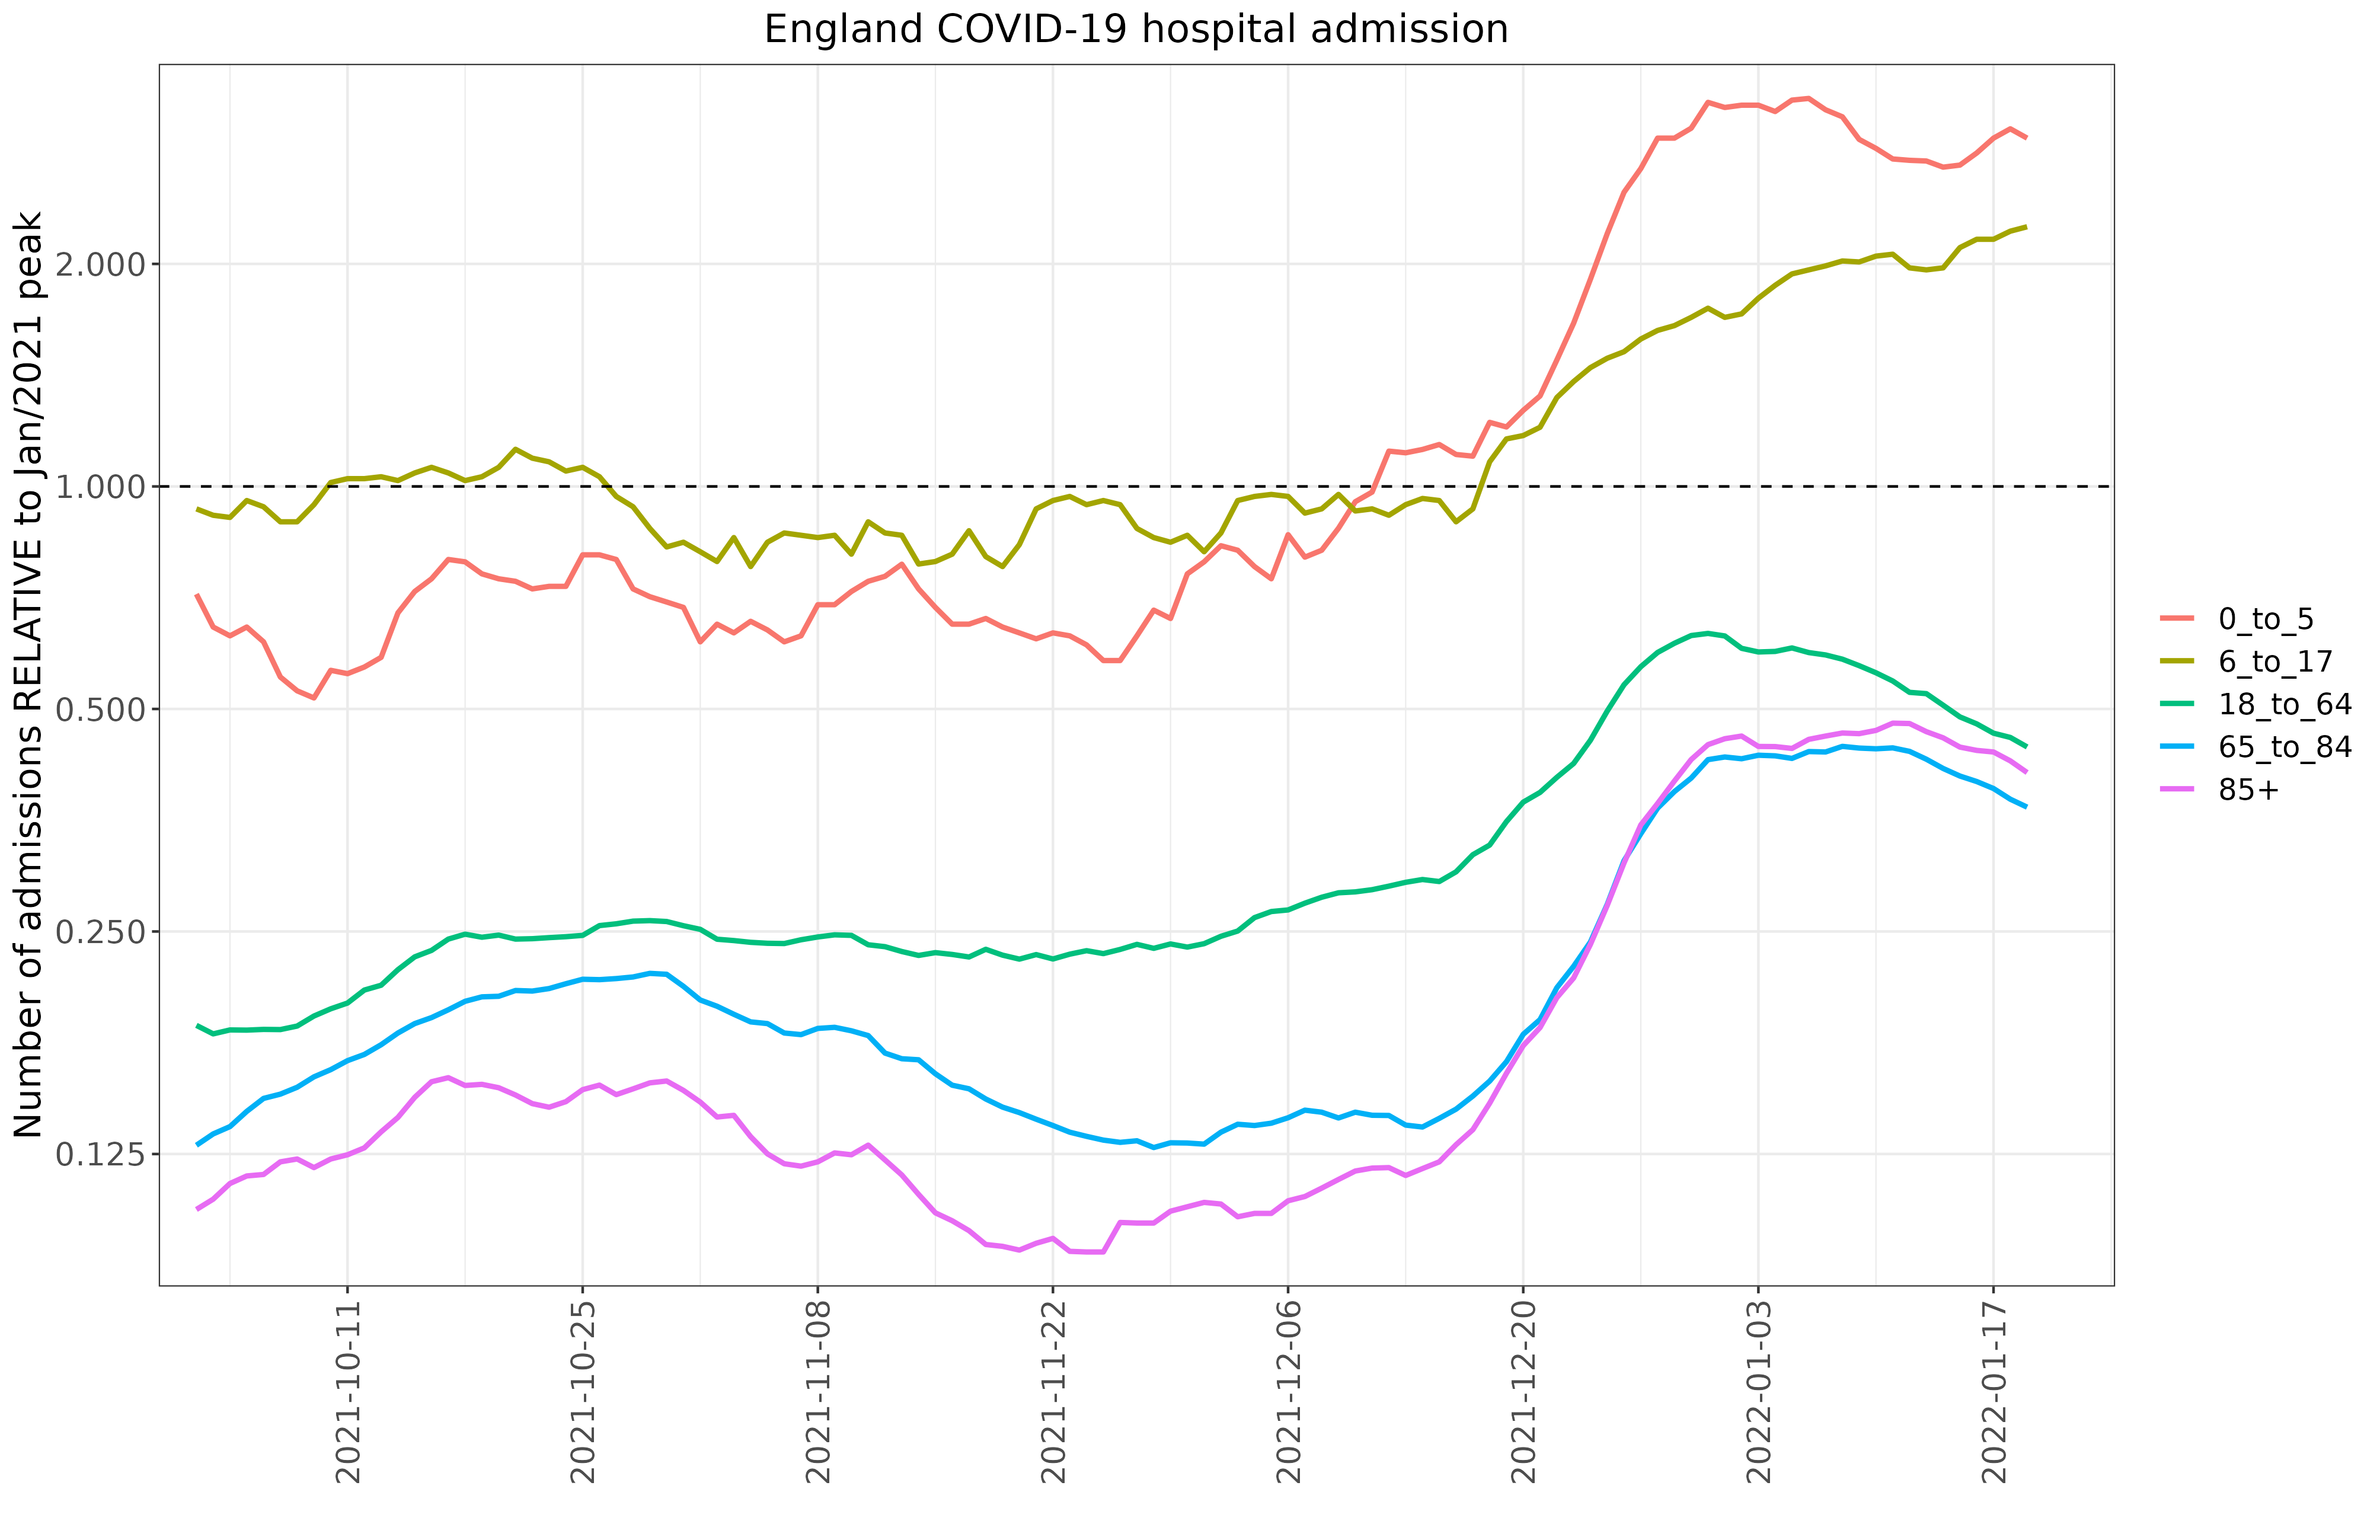 England COVID-19 hospital admission
Number of admissions RELATIVE to Jan/2021 peak
2.000
1.000
0.500
0.250
0.125
2021-10-11
2021-10-25
2021-11-08
2021-11-22
2021-12-06
2021-12-20
2022-01-03
2022-01-17
0_to_5
6_to_17
18_to_64
65_to_84
85+